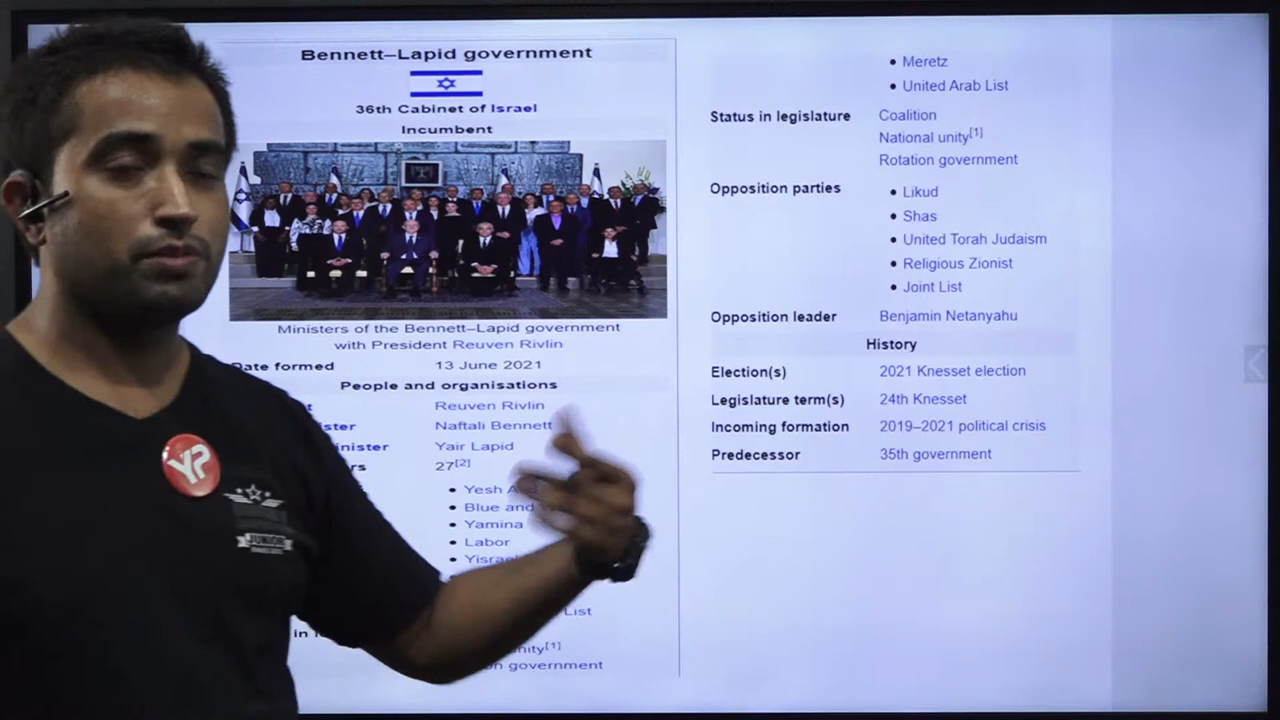 Bennett–Lapid government
36th Cabinet of Israel
Incumbent
Ministers of the Bennett–Lapid government
with President Reuven Rivlin
Date formed 13 June 2021
People and organisations
Reuven Rivlin
Naftali Bennett
Yair Lapid
27[2]
• Yesh
• Blue and
• Yamina
• Labor
•
List
in
government
• Meretz
• United Arab List
Status in legislature Coalition
National unity[1]
Rotation government
Opposition parties • Likud
• Shas
• United Torah Judaism
• Religious Zionist
• Joint List
Opposition leader Benjamin Netanyahu
History
Election(s) 2021 Knesset election
Legislature term(s) 24th Knesset
Incoming formation 2019–2021 political crisis
Predecessor 35th government
YP
JUNIOR